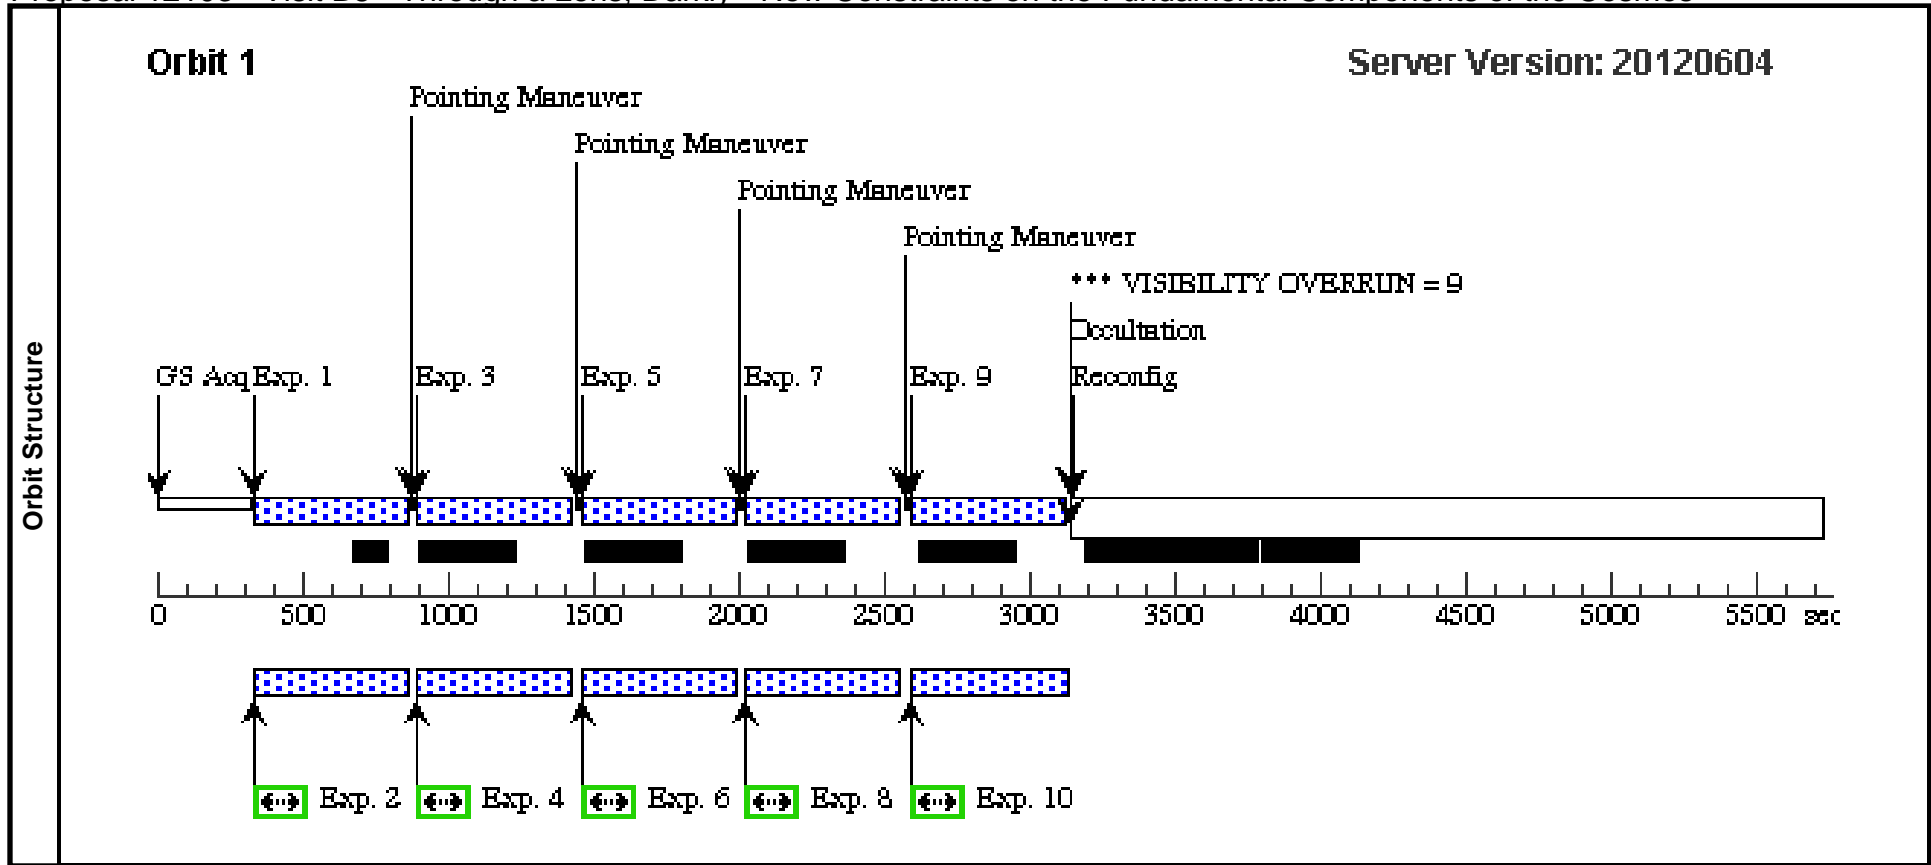 Orbit 1
Server Version: 20120604
Pointing Maneuver
Pointing Maneuver
Pointing Maneuver
Pointing Maneuver
*** VISIBILITY OVERRUN = 9
Occultation
GS Acq Exp. 1 Exp. 3 Exp. 5 Exp. 7 Exp. 9 Reconfig
Orbit Structure
0 500 1000 1500 2000 2500 3000 3500 4000 4500 5000 5500 sec
Exp. 2 Exp. 4 Exp. 6 Exp. 8 Exp. 10